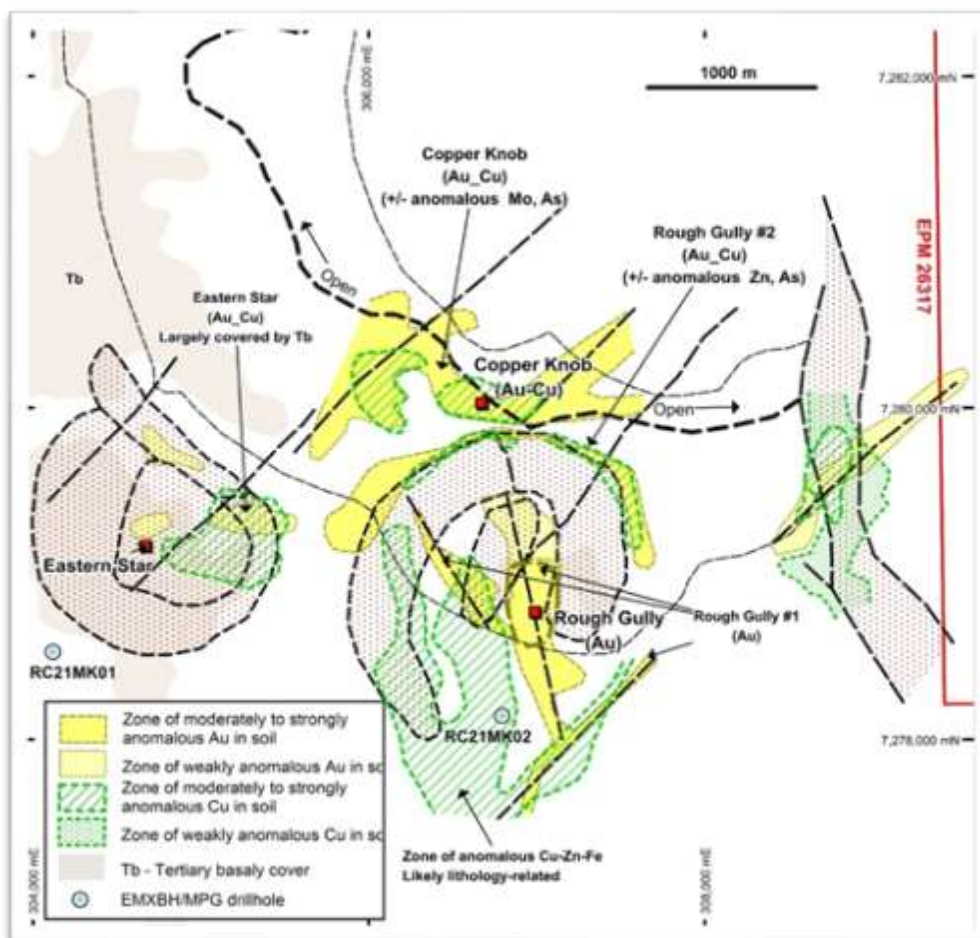 306,000 mE
1000 m
7,282,000 mN
Copper Knob
(Au_Cu)
(+/- anomalous Mo, As)
Rough Gully #2
(Au_Cu)
(+/- anomalous Zn, As)
EPM 26317
Tb
Open
Eastern Star
(Au_Cu)
Largely covered by Tb
Copper Knob
(Au-Cu)
Open
7,280,000 mN
Eastern Star
Rough Gully
(Au)
Rough Gully #1
(Au)
RC21MK01
RC21MK02
7,278,000 mN
Zone of moderately to strongly
anomalous Au in soil
Zone of weakly anomalous Au in so
Zone of moderately to strongly
anomalous Cu in soil
Zone of weakly anomalous Cu in so
Tb - Tertiary basaly cover
EMXBH/MPG drillhole
Zone of anomalous Cu-Zn-Fe
Likely lithology-related
304,000 mE
308,000 mE